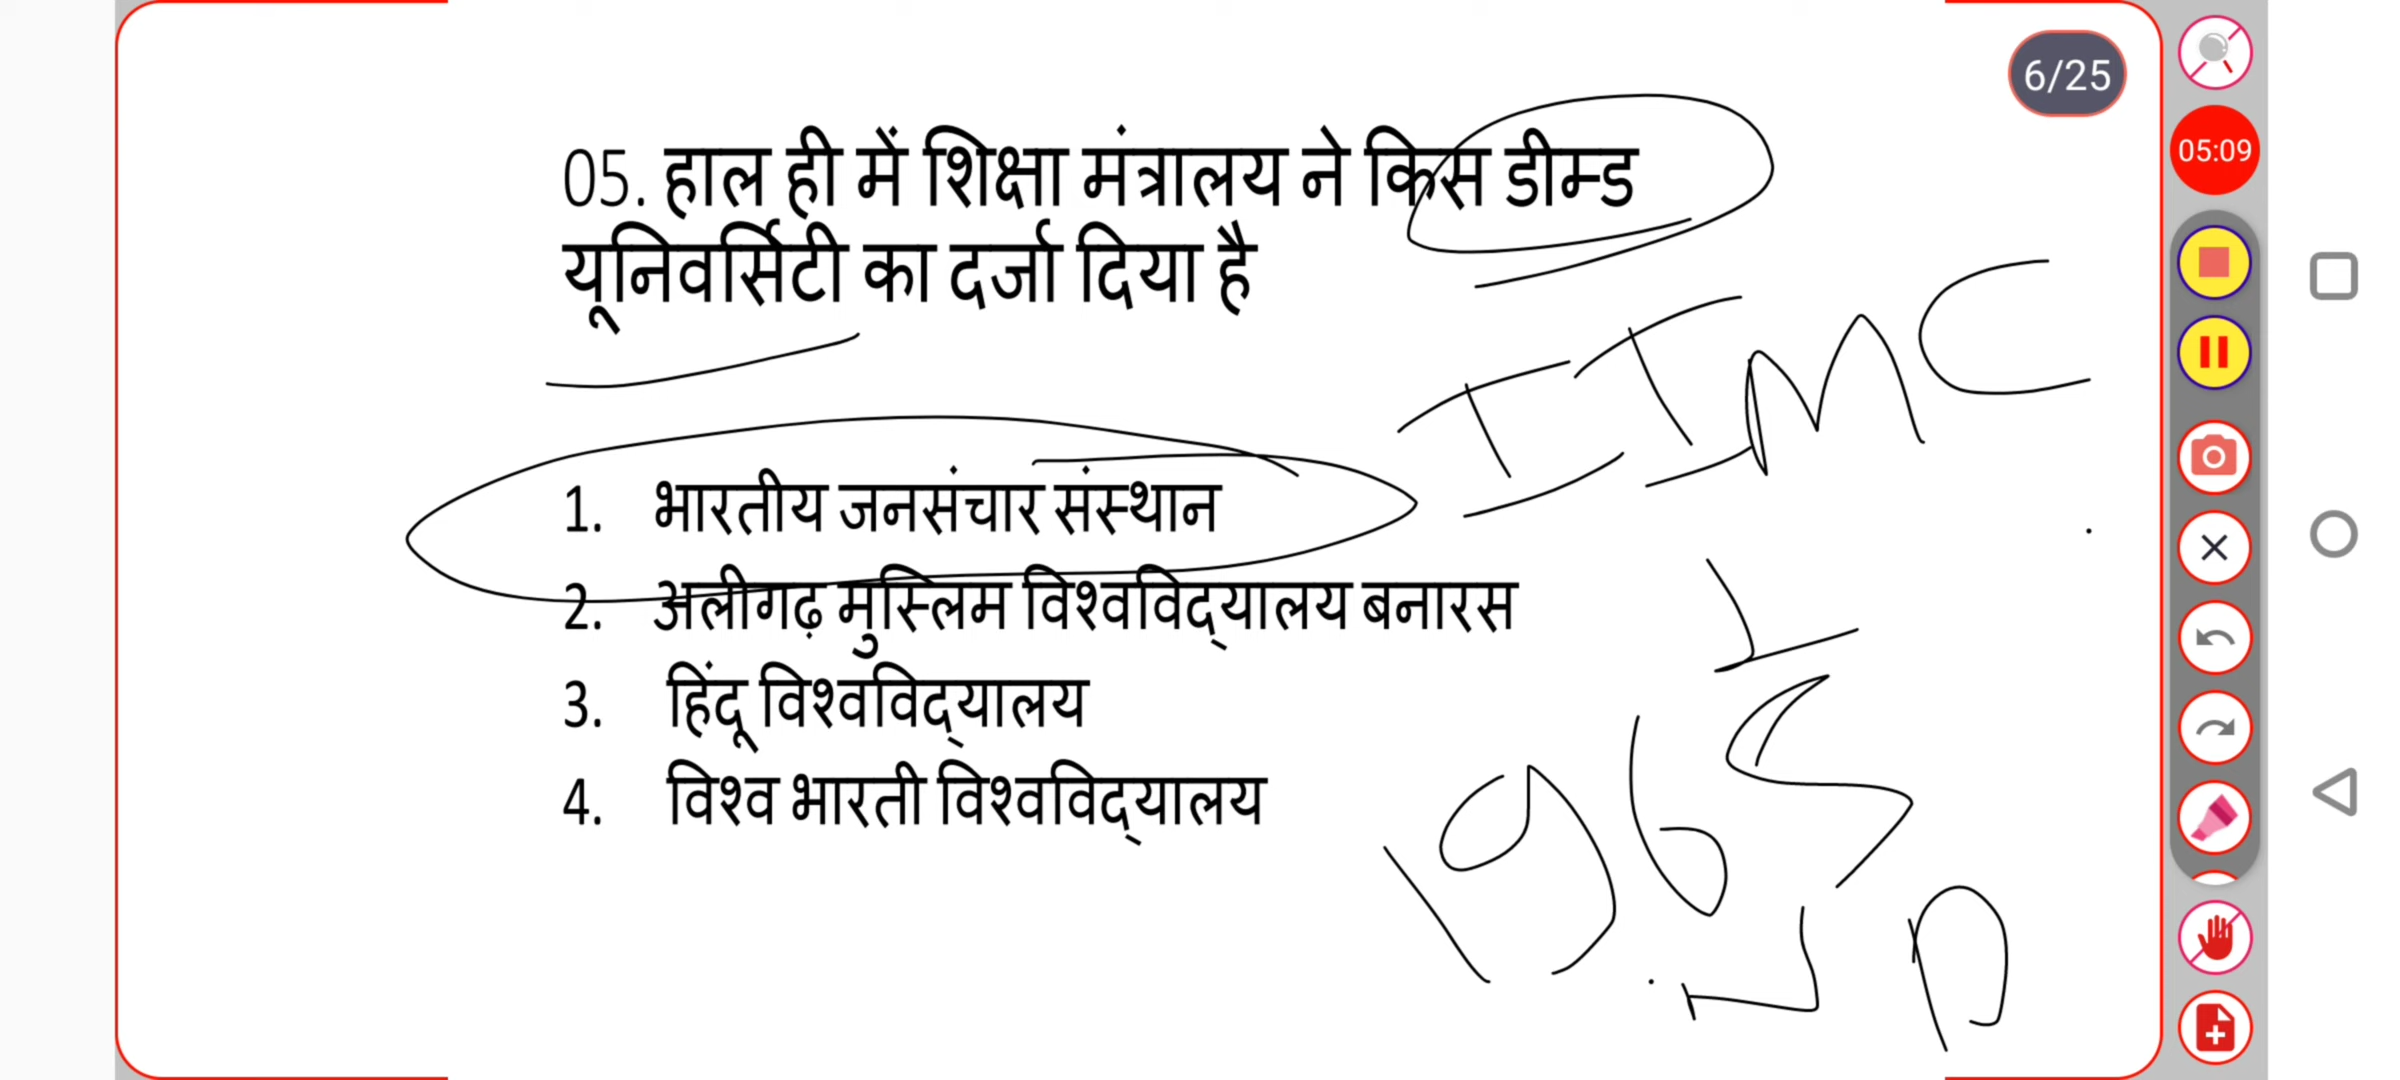 6/25
05:09
05. हाल ही में शिक्षा मंत्रालय ने किस डीम्ड
यूनिवर्सिटी का दर्जा दिया है
IIMC
1. भारतीय जनसंचार संस्थान
2. अलीगढ़ मुस्लिम विश्वविद्यालय बनारस
3. हिंदू विश्वविद्यालय
4. विश्व भारती विश्वविद्यालय
1965
ND